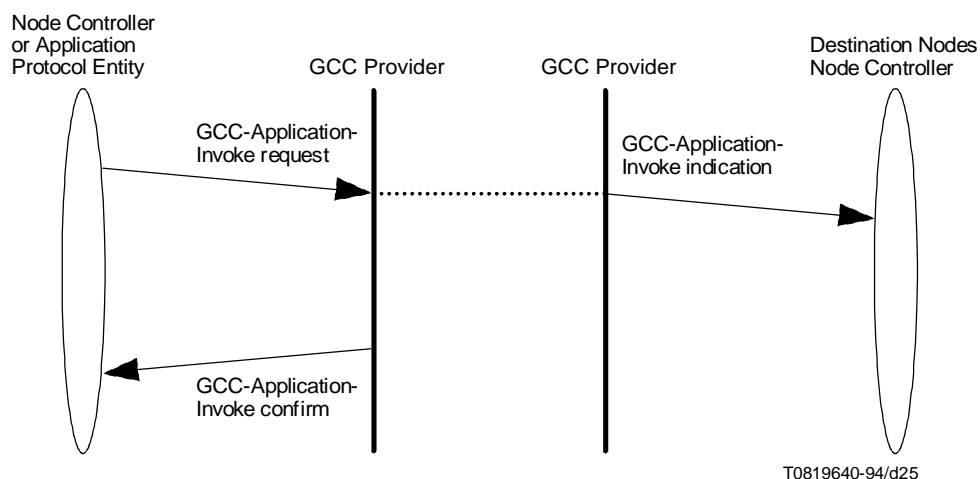 Node Controller
or Application
Protocol Entity
GCC Provider
GCC Provider
Destination Nodes
Node Controller
GCC-Application-
Invoke request
GCC-Application-
Invoke indication
GCC-Application-
Invoke confirm
T0819640-94/d25